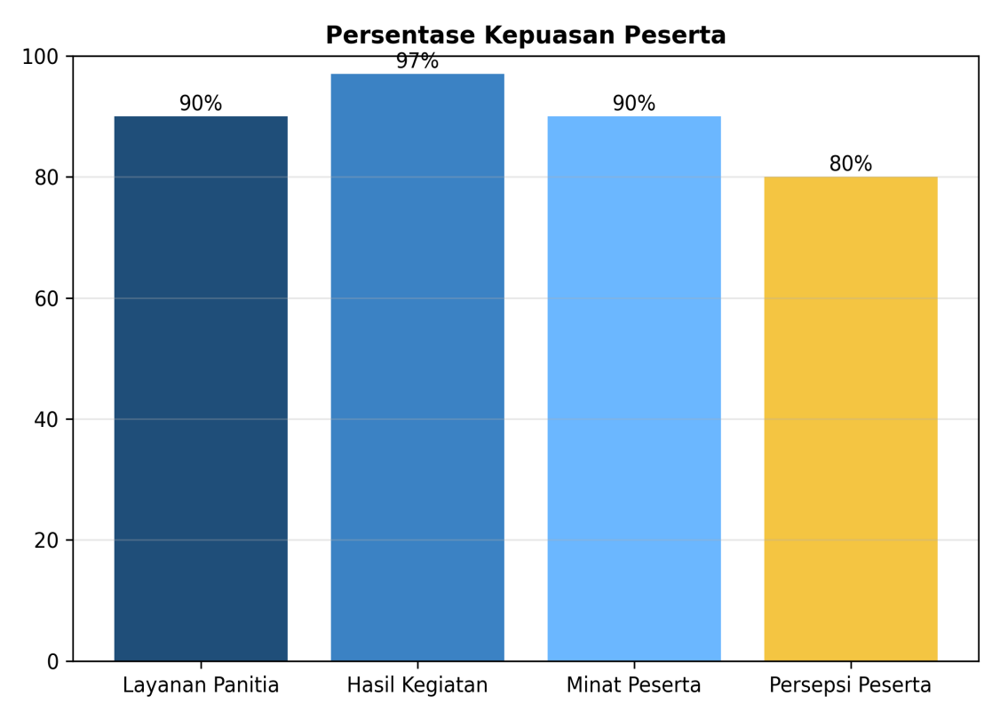 Persentase Kepuasan Peserta
100
80
60
40
20
0
90%
97%
90%
80%
Layanan Panitia
Hasil Kegiatan
Minat Peserta
Persepsi Peserta